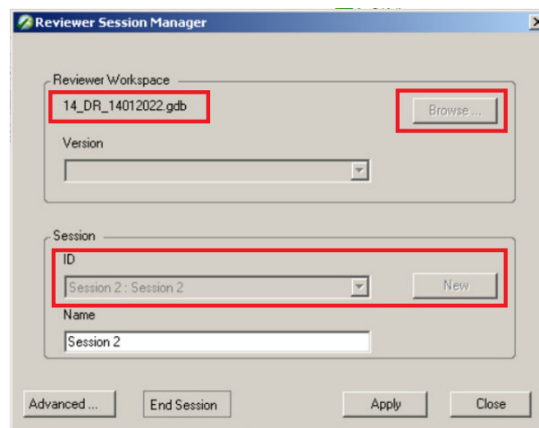 Reviewer Session Manager
Reviewer Workspace
14_DR_14012022.gdb
Browse ...
Version
Session
ID
Session 2 : Session 2
New
Name
Session 2
Advanced ...
End Session
Apply
Close